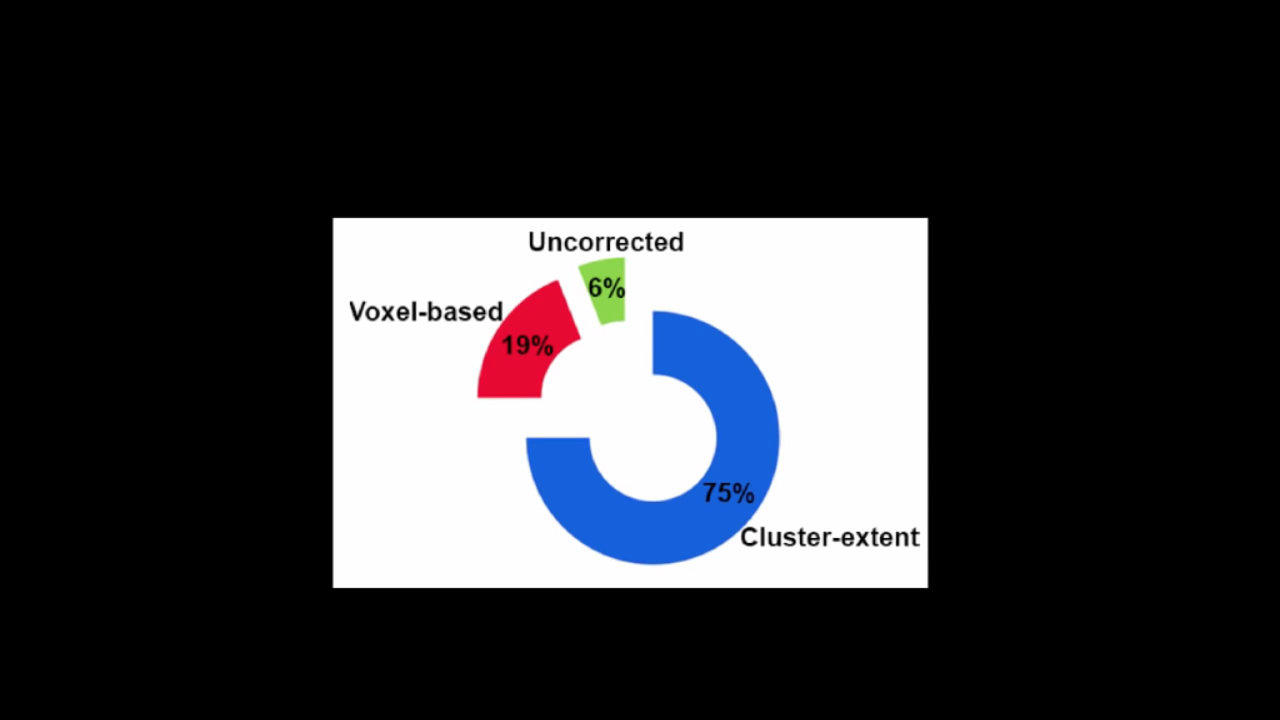 Uncorrected
6%
Voxel-based
19%
75%
Cluster-extent